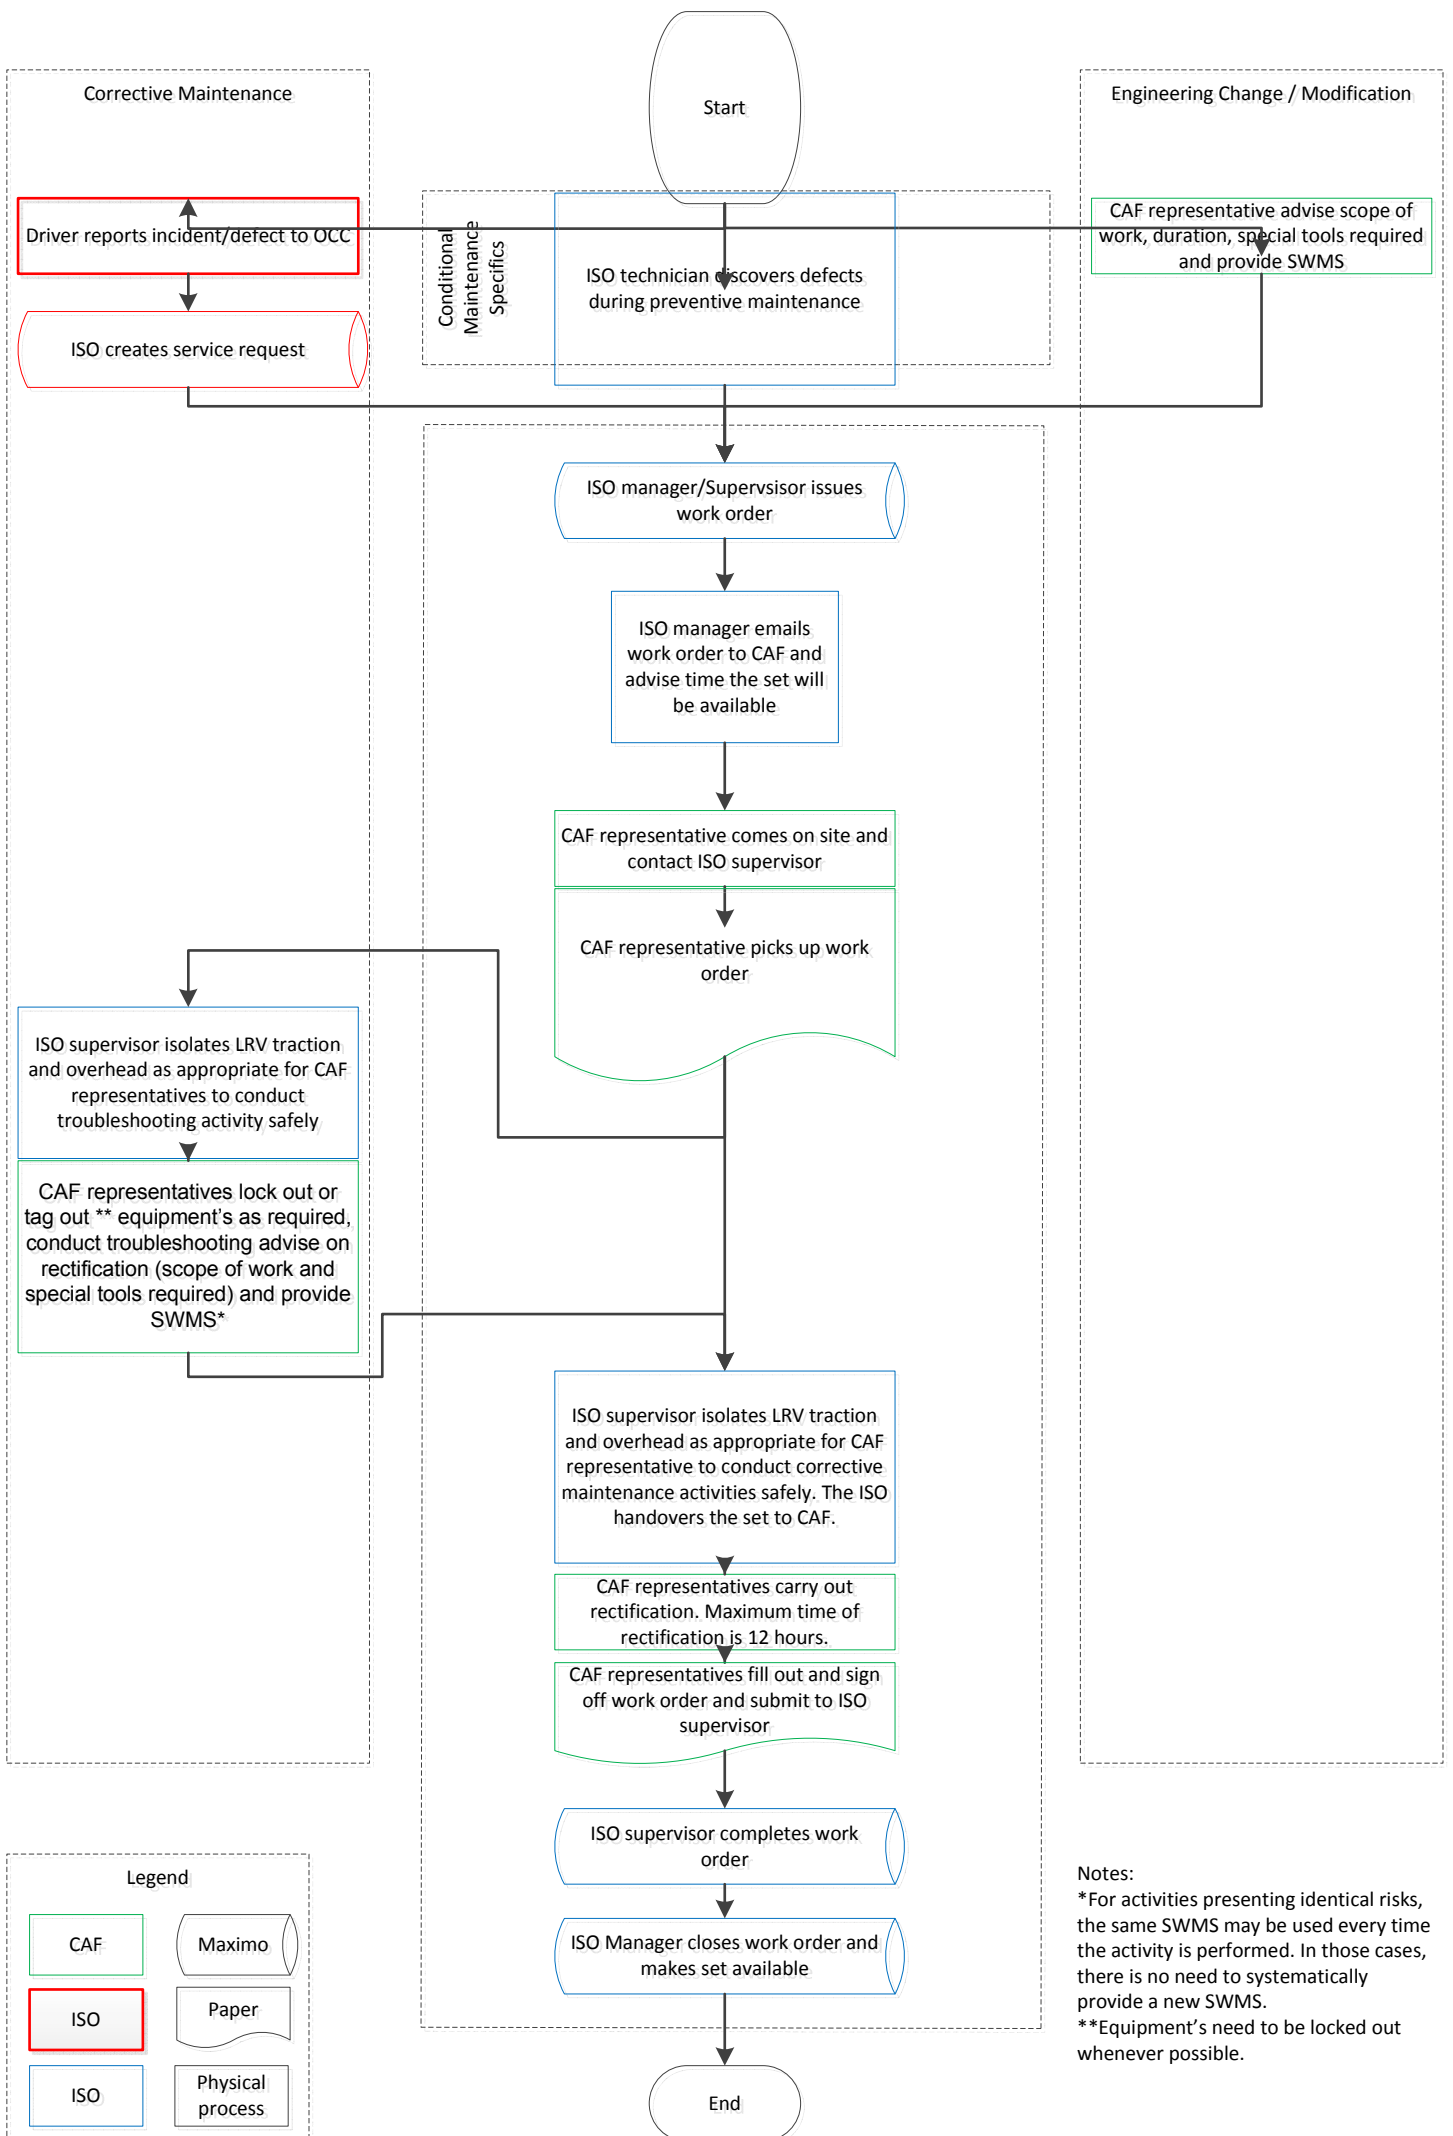 Start
Corrective Maintenance
Driver reports incident/defect to OCC
ISO creates service request
Conditional
Maintenance
Specifics
ISO technician discovers defects
during preventive maintenance
Engineering Change / Modification
CAF representative advise scope of
work, duration, special tools required
and provide SWMS
ISO manager/Supervsisor issues
work order
ISO manager emails
work order to CAF and
advise time the set will
be available
CAF representative comes on site and
contact ISO supervisor
CAF representative picks up work
order
ISO supervisor isolates LRV traction
and overhead as appropriate for CAF
representatives to conduct
troubleshooting activity safely
CAF representatives lock out or
tag out ** equipment’s as required,
conduct troubleshooting advise on
rectification (scope of work and
special tools required) and provide
SWMS*
ISO supervisor isolates LRV traction
and overhead as appropriate for CAF
representative to conduct corrective
maintenance activities safely. The ISO
handovers the set to CAF.
CAF representatives carry out
rectification. Maximum time of
rectification is 12 hours.
CAF representatives fill out and sign
off work order and submit to ISO
supervisor
ISO supervisor completes work
order
ISO Manager closes work order and
makes set available
End
Legend
CAF
Maximo
ISO
Paper
ISO
Physical
process
Notes:
*For activities presenting identical risks,
the same SWMS may be used every time
the activity is performed. In those cases,
there is no need to systematically
provide a new SWMS.
**Equipment’s need to be locked out
whenever possible.